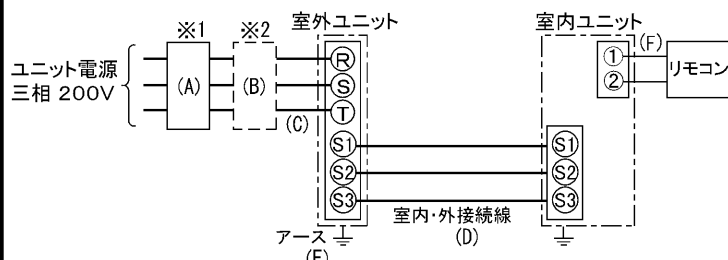 ※1
※2
室外ユニット
室内ユニット
ユニット電源
三相 200V
(A)
(B)
(C)
R
S
T
S1
S2
S3
① (F)
②
リモコン
S1
S2
S3
室内・外接続線
(D)
アース
(E)